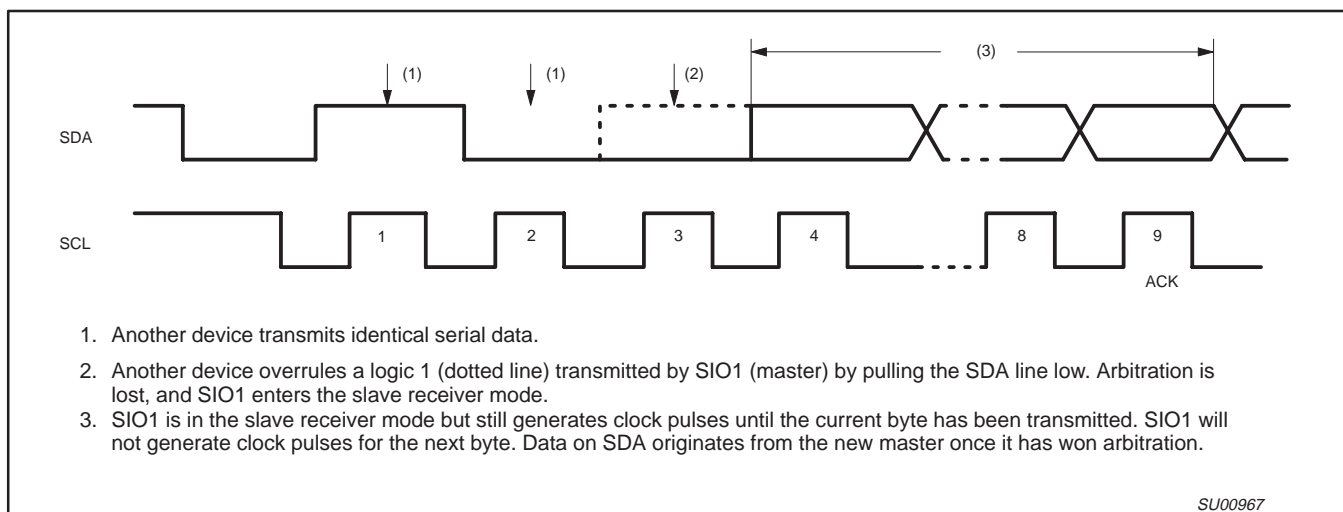 (3)
(1) (1) (2)
SDA
SCL
1 2 3 4 8 9
ACK
1. Another device transmits identical serial data.
2. Another device overrules a logic 1 (dotted line) transmitted by SIO1 (master) by pulling the SDA line low. Arbitration is
lost, and SIO1 enters the slave receiver mode.
3. SIO1 is in the slave receiver mode but still generates clock pulses until the current byte has been transmitted. SIO1 will
not generate clock pulses for the next byte. Data on SDA originates from the new master once it has won arbitration.
SU00967